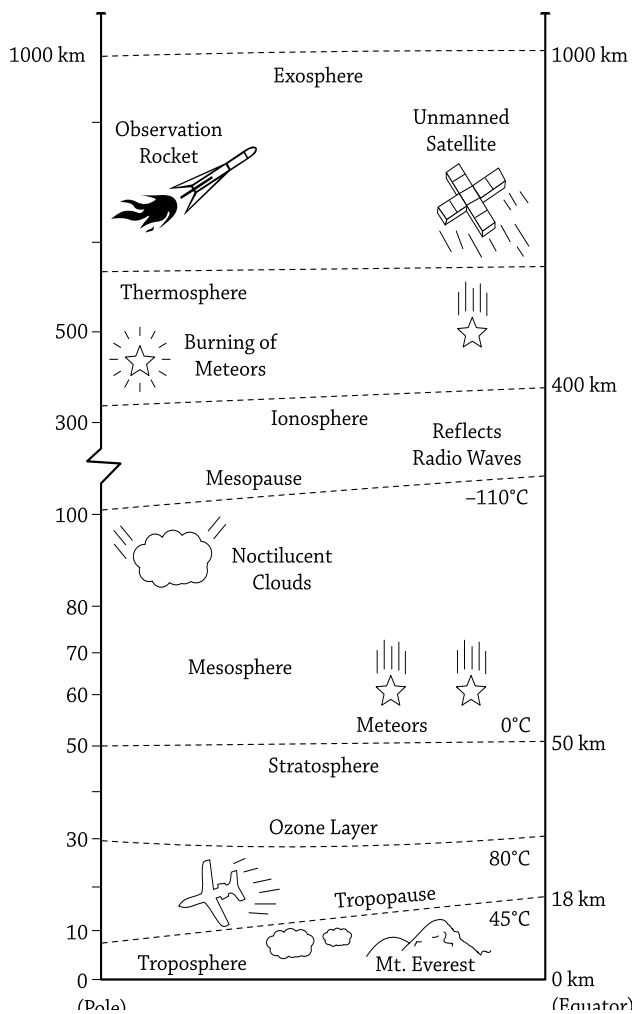 1000 km
1000 km
Exosphere
Observation
Rocket
Unmanned
Satellite
Thermosphere
500
Burning of
Meteors
400 km
300
Ionosphere
Reflects
Radio Waves
Mesopause
–110°C
100
Noctilucent
Clouds
80
70
Mesosphere
60
Meteors
0°C
50
50 km
Stratosphere
Ozone Layer
30
80°C
Tropopause
18 km
45°C
10
Troposphere
Mt. Everest
0
0 km
(Pole)
(Equator)